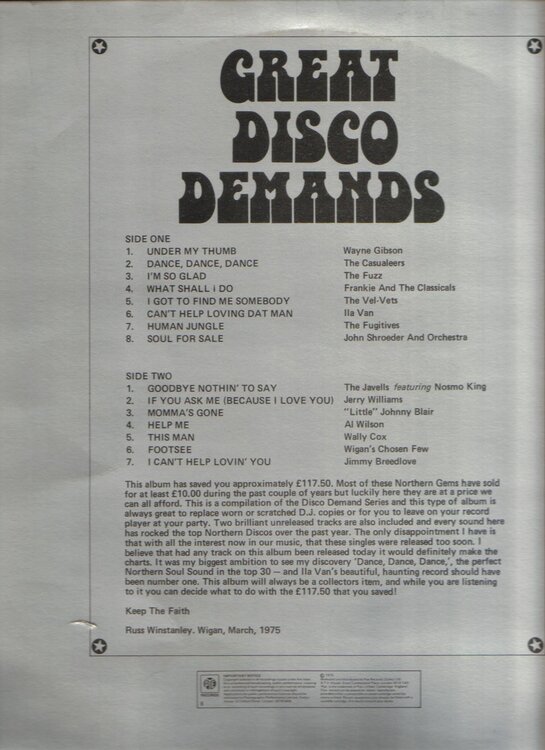 GREAT
DISCO
DEMANDS
SIDE ONE
1. UNDER MY THUMB Wayne Gibson
2. DANCE, DANCE, DANCE The Casualeers
3. I'M SO GLAD The Fuzz
4. WHAT SHALL i DO Frankie And The Classicals
5. I GOT TO FIND ME SOMEBODY The Vel-Vets
6. CAN'T HELP LOVING DAT MAN Ila Van
7. HUMAN JUNGLE The Fugitives
8. SOUL FOR SALE John Shroeder And Orchestra
SIDE TWO
1. GOODBYE NOTHIN' TO SAY The Javells featuring Nosmo King
2. IF YOU ASK ME (BECAUSE I LOVE YOU) Jerry Williams
3. MOMMA'S GONE "Little" Johnny Blair
4. HELP ME Al Wilson
5. THIS MAN Wally Cox
6. FOOTSEE Wigan's Chosen Few
7. I CAN'T HELP LOVIN' YOU Jimmy Breedlove
This album has saved you approximately £117.50. Most of these Northern Gems have sold
for at least £10.00 during the past couple of years but luckily here they are at a price we
can all afford. This is a compilation of the Disco Demand Series and this type of album is
always great to replace worn or scratched D.J. copies or for you to leave on your record
player at your party. Two brilliant unreleased tracks are also included and every sound here
has rocked the top Northern Discos over the past year. The only disappointment I have is
that with all the interest now in our music, that these singles were released too soon. I
believe that had any track on this album been released today it would definitely make the
charts. It was my biggest ambition to see my discovery 'Dance, Dance, Dance,', the perfect
Northern Soul Sound in the top 30 – and Ila Van's beautiful, haunting record should have
been number one. This album will always be a collectors item, and while you are listening
to it you can decide what to do with the £117.50 that you saved!
Keep The Faith
Russ Winstanley. Wigan, March, 1975
IMPORTANT NOTICE